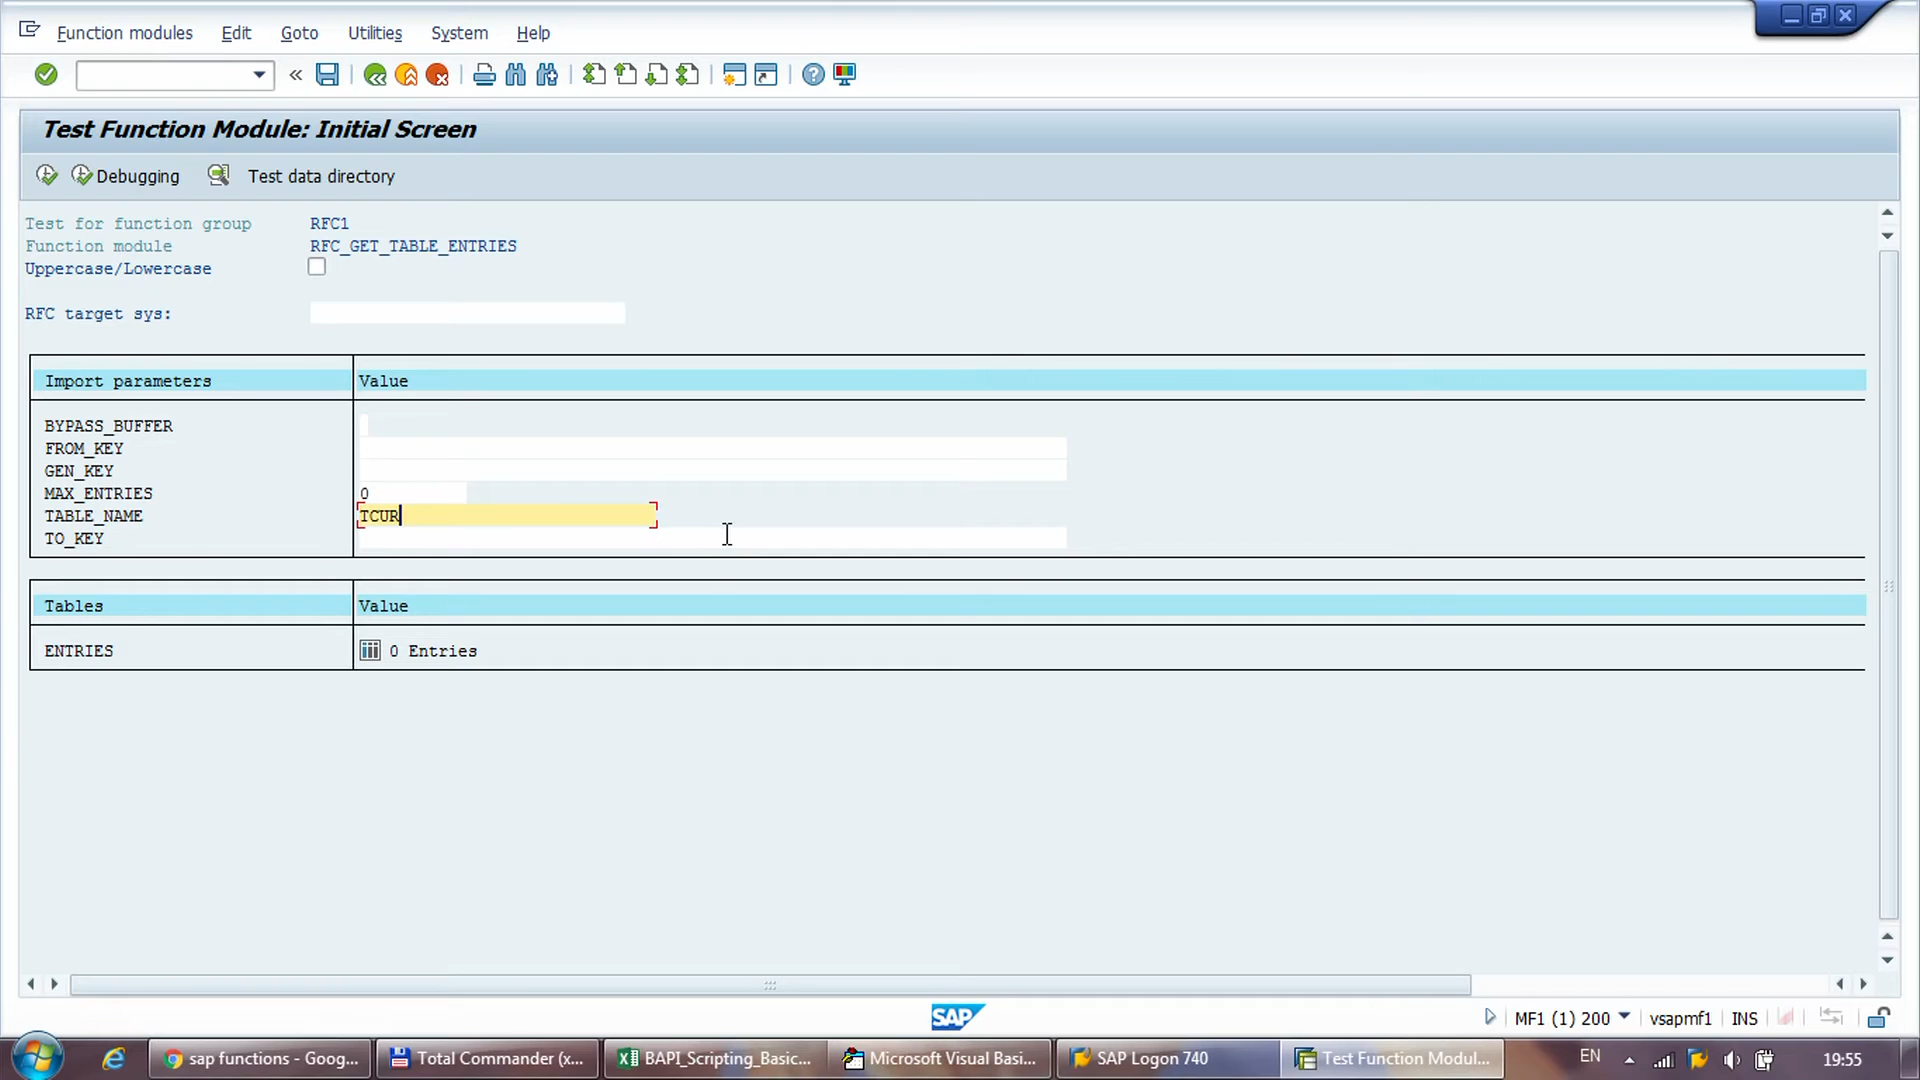 Function modules Edit Goto Utilities System Help
Test Function Module: Initial Screen
Debugging Test data directory
Test for function group RFC1
Function module RFC_GET_TABLE_ENTRIES
Uppercase/Lowercase
RFC target sys:
Import parameters Value
BYPASS_BUFFER
FROM_KEY
GEN_KEY
MAX_ENTRIES 0
TABLE_NAME TCUR
TO_KEY
Tables Value
ENTRIES 0 Entries
SAP MF1 (1) 200 vsapmf1 INS
sap functions - Goog... Total Commander (x... BAPI_Scripting_Basic... Microsoft Visual Basi... SAP Logon 740 Test Function Modul... EN 19:55